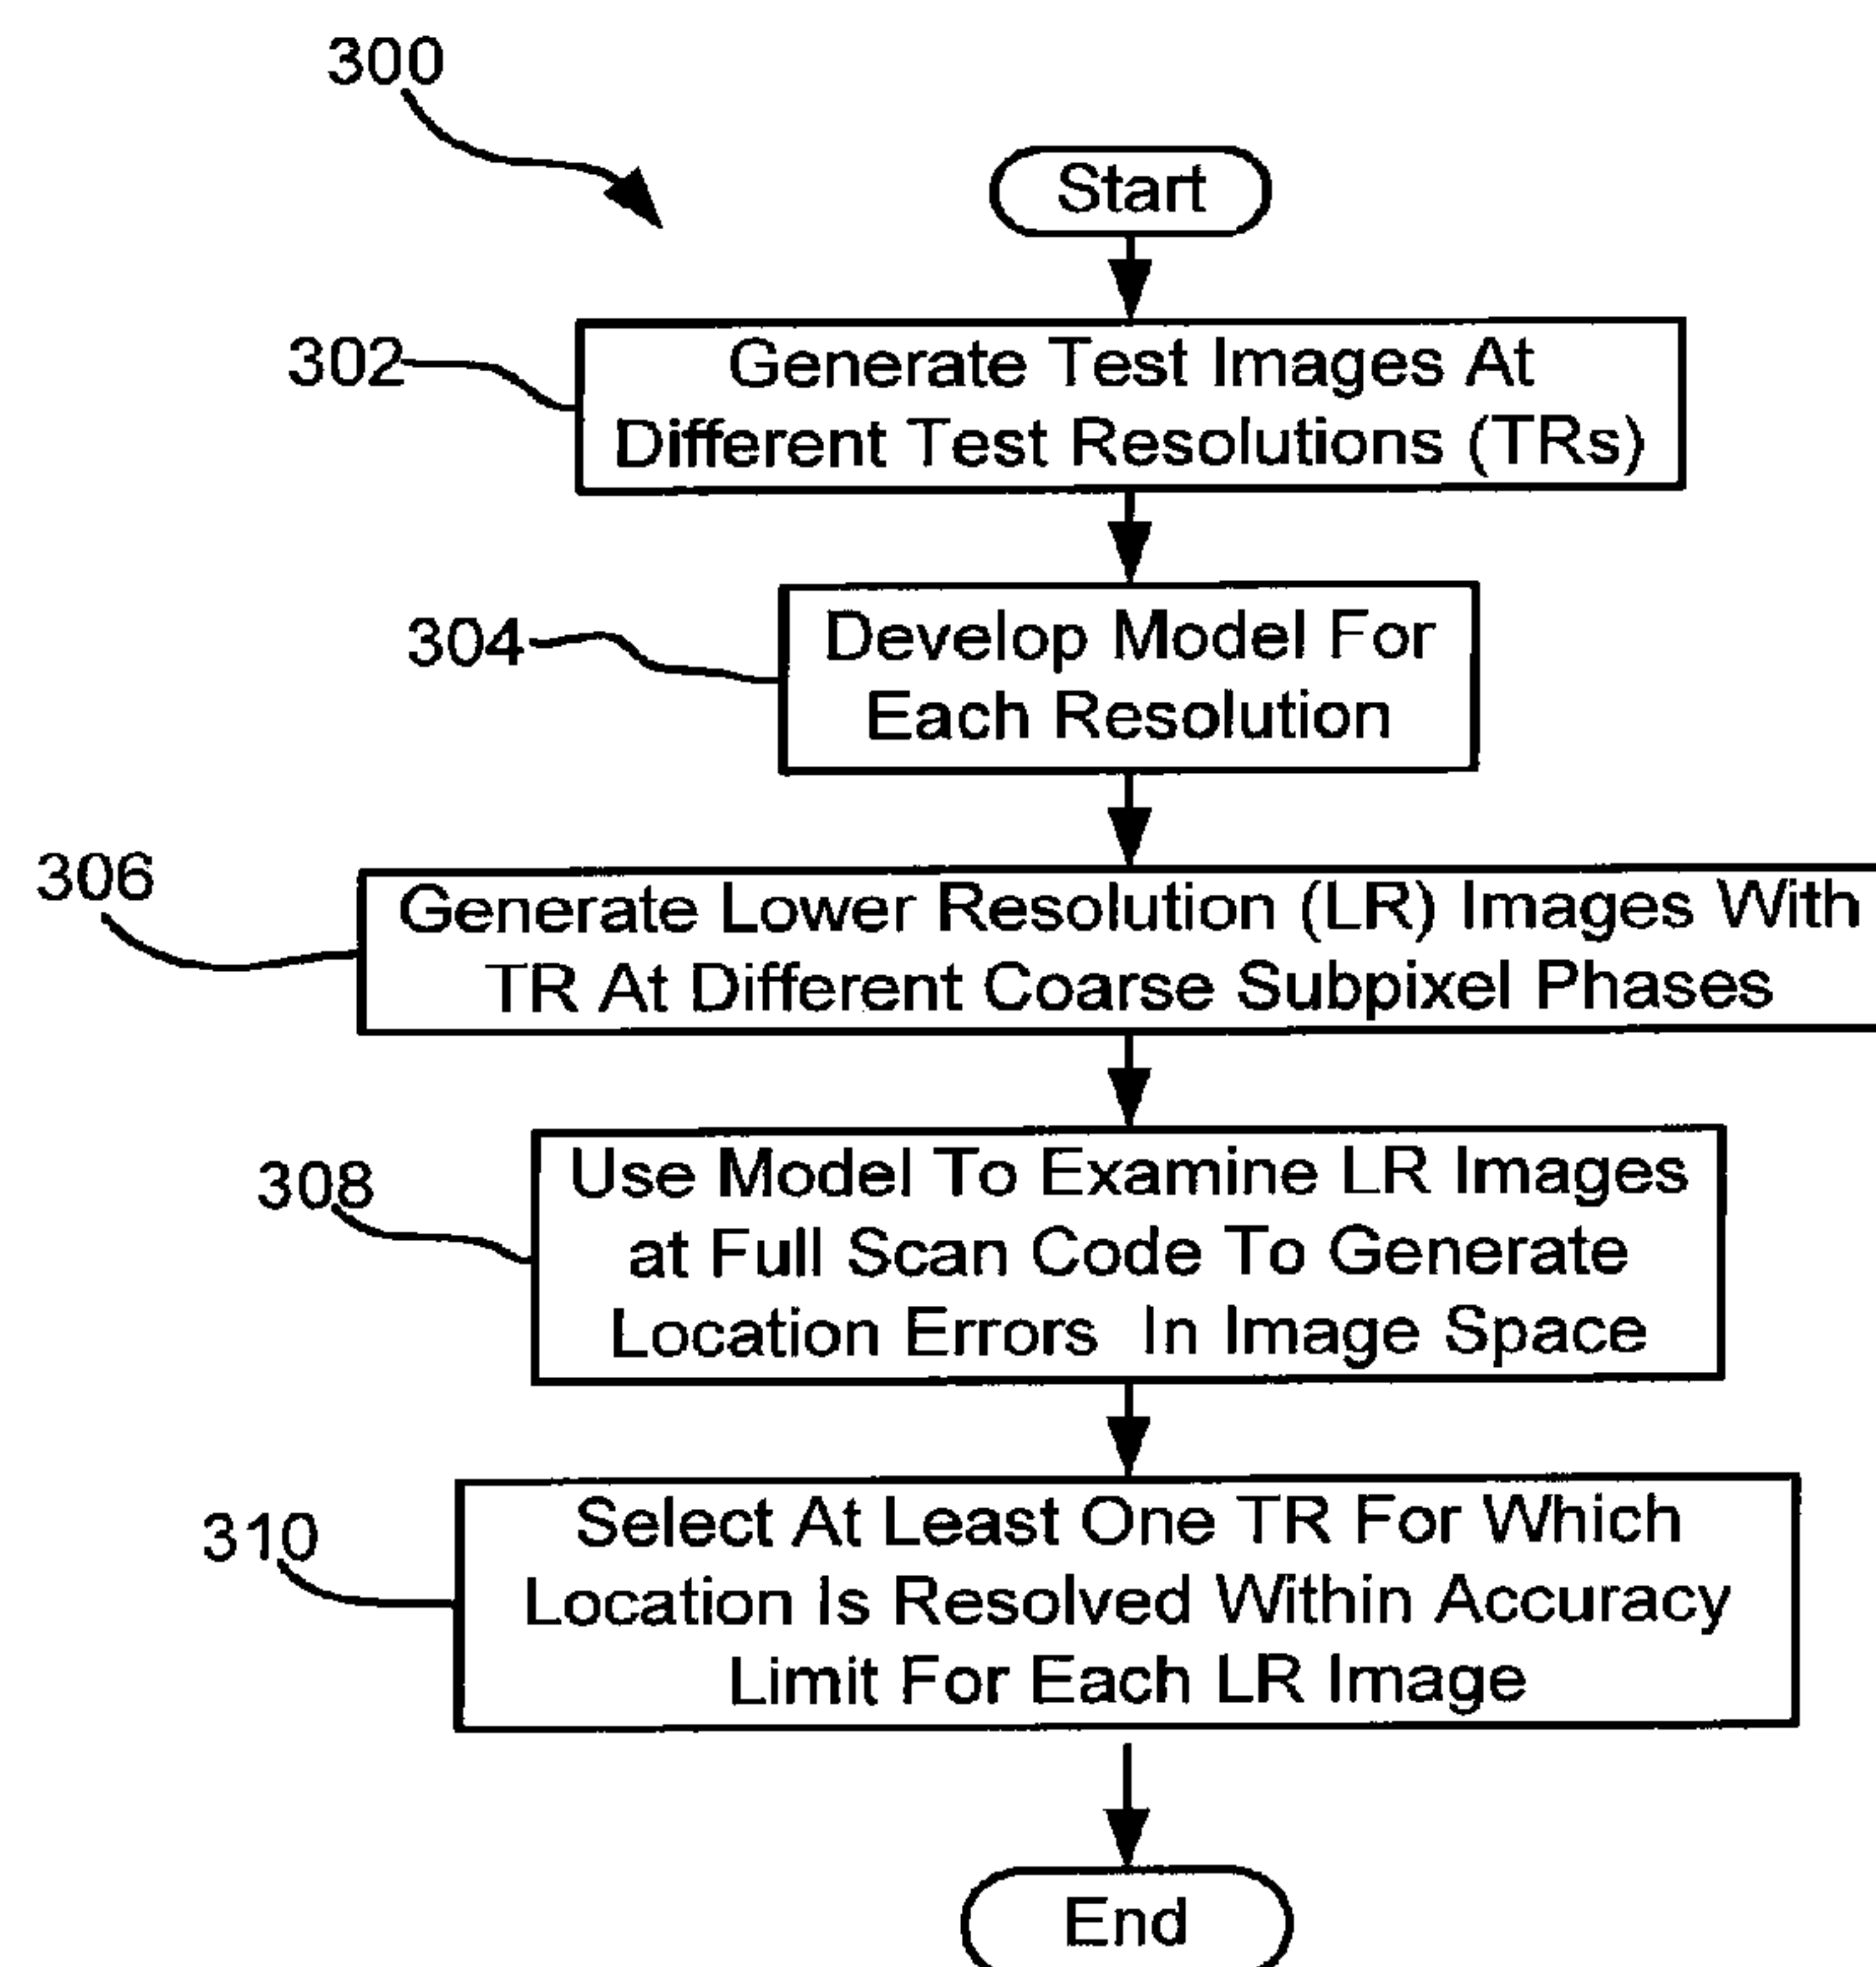 300
Start
302
Generate Test Images At
Different Test Resolutions (TRs)
304
Develop Model For
Each Resolution
306
Generate Lower Resolution (LR) Images With
TR At Different Coarse Subpixel Phases
308
Use Model To Examine LR Images
at Full Scan Code To Generate
Location Errors In Image Space
310
Select At Least One TR For Which
Location Is Resolved Within Accuracy
Limit For Each LR Image
End